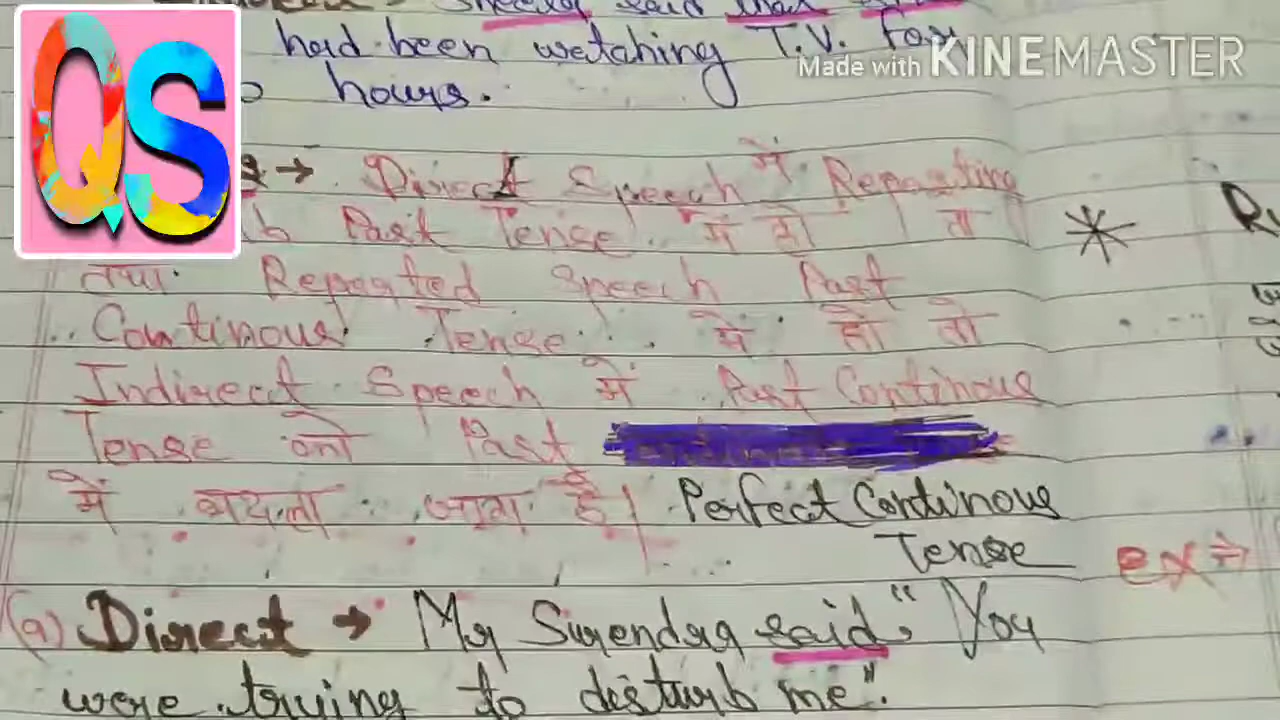 said that
had been watching T.V. For
hours.
Made with KINEMASTER
QS
→ Direct Speech में Reporting
Past Tense में हो तो
तथा Reported Speech Past
Continous Tense में हो तो
Indirect Speech में Past Continous
Tense को Past
में बदला जाता है। Perfect Continous
Tense
ex ⇒
(a) Direct → Mr Surendra said, "You
were trying to disturb me".